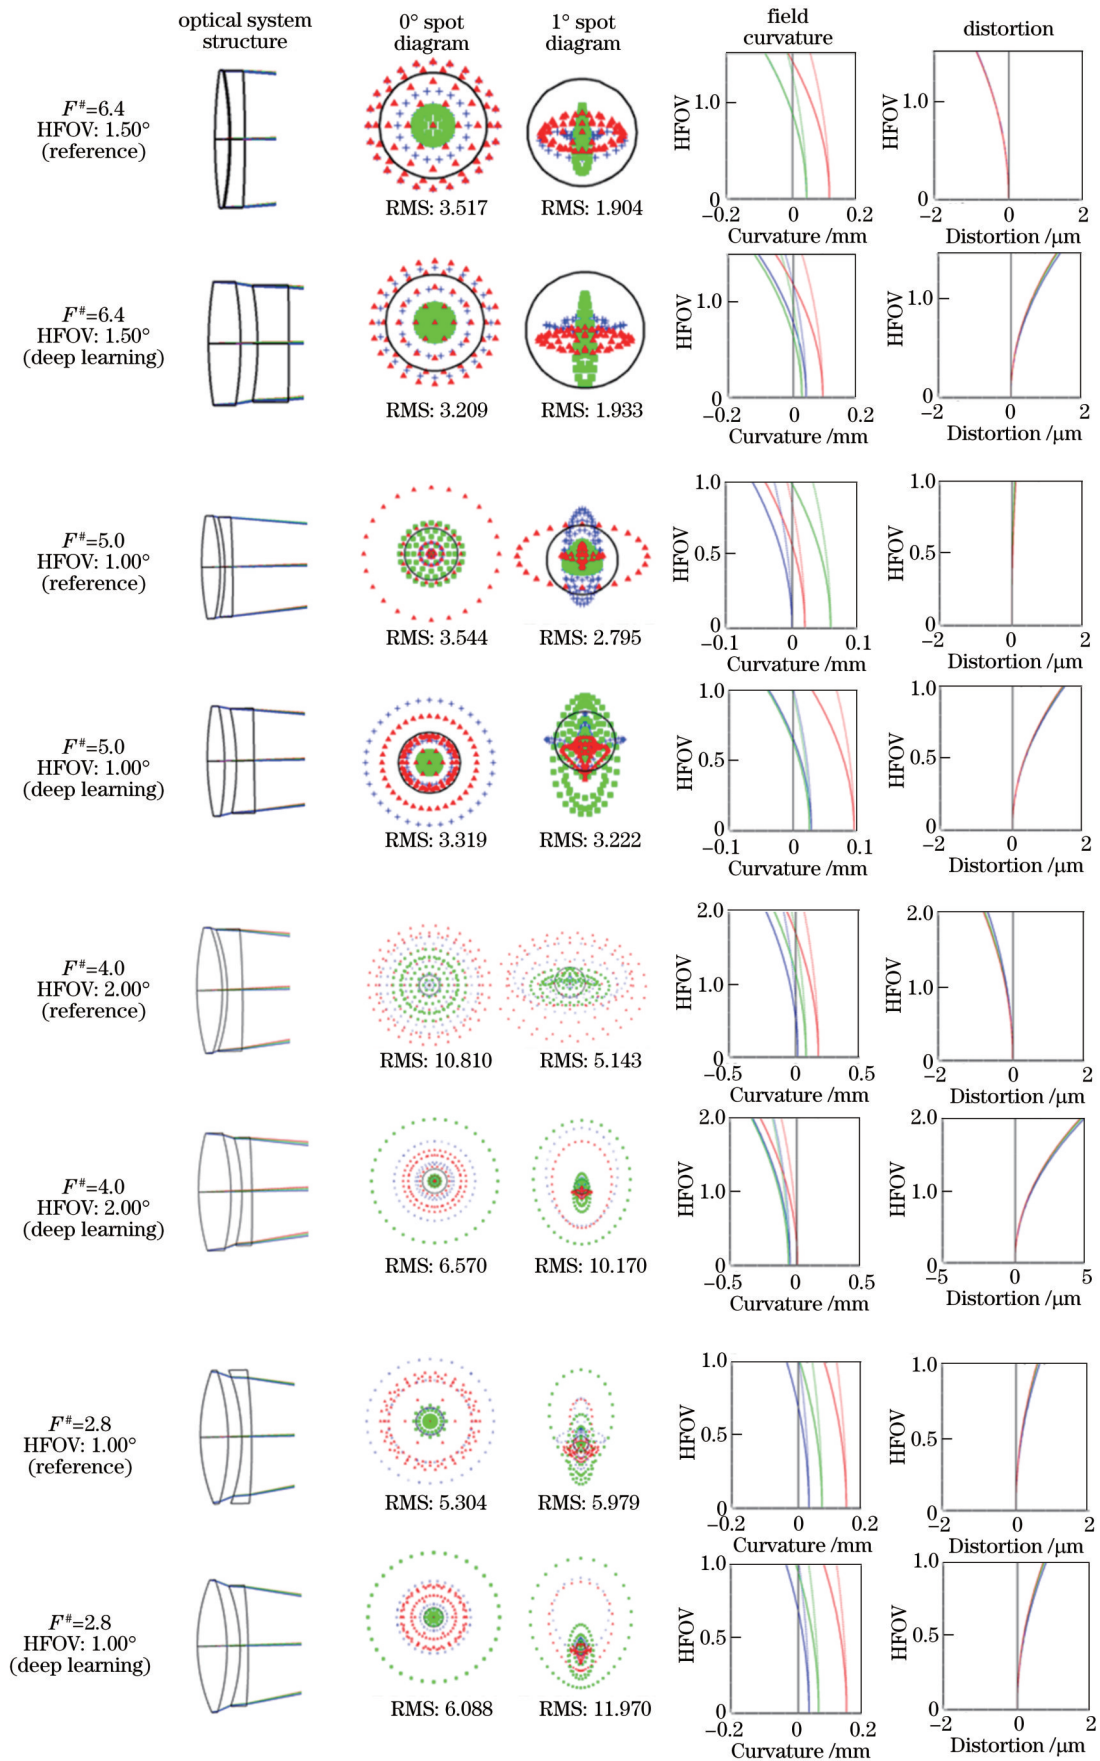 optical system
structure
0° spot
diagram
1° spot
diagram
field
curvature
distortion
F#=6.4
HFOV: 1.50°
(reference)
RMS: 3.517
RMS: 1.904
HFOV
1.0
0
−0.2
0
0.2
Curvature /mm
HFOV
1.0
0
−2
0
2
Distortion /μm
F#=6.4
HFOV: 1.50°
(deep learning)
RMS: 3.209
RMS: 1.933
HFOV
1.0
0
−0.2
0
0.2
Curvature /mm
HFOV
1.0
0
−2
0
2
Distortion /μm
F#=5.0
HFOV: 1.00°
(reference)
RMS: 3.544
RMS: 2.795
HFOV
1.0
0.5
0
−0.1
0
0.1
Curvature /mm
HFOV
1.0
0.5
0
−2
0
2
Distortion /μm
F#=5.0
HFOV: 1.00°
(deep learning)
RMS: 3.319
RMS: 3.222
HFOV
1.0
0.5
0
−0.1
0
0.1
Curvature /mm
HFOV
1.0
0.5
0
−2
0
2
Distortion /μm
F#=4.0
HFOV: 2.00°
(reference)
RMS: 10.810
RMS: 5.143
HFOV
2.0
1.0
0
−0.5
0
0.5
Curvature /mm
HFOV
2.0
1.0
0
−2
0
2
Distortion /μm
F#=4.0
HFOV: 2.00°
(deep learning)
RMS: 6.570
RMS: 10.170
HFOV
2.0
1.0
0
−0.5
0
0.5
Curvature /mm
HFOV
2.0
1.0
0
−5
0
5
Distortion /μm
F#=2.8
HFOV: 1.00°
(reference)
RMS: 5.304
RMS: 5.979
HFOV
1.0
0.5
0
−0.2
0
0.2
Curvature /mm
HFOV
1.0
0.5
0
−2
0
2
Distortion /μm
F#=2.8
HFOV: 1.00°
(deep learning)
RMS: 6.088
RMS: 11.970
HFOV
1.0
0.5
0
−0.2
0
0.2
Curvature /mm
HFOV
1.0
0.5
0
−2
0
2
Distortion /μm